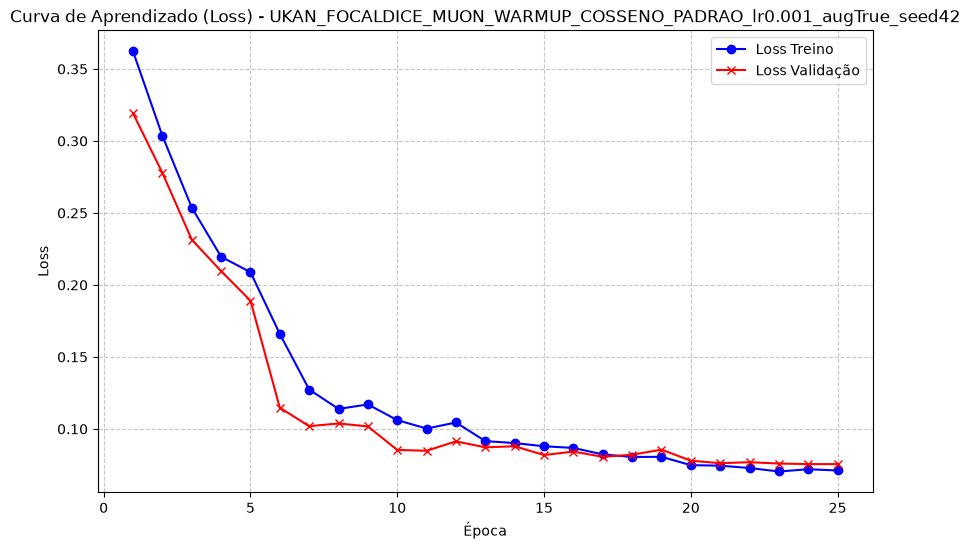 Curva de Aprendizado (Loss) - UKAN_FOCALDICE_MUON_WARMUP_COSSENO_PADRAO_lr0.001_augTrue_seed42
Loss Treino
Loss Validação
0.35
0.30
0.25
0.20
0.15
0.10
Loss
0
5
10
15
20
25
Época